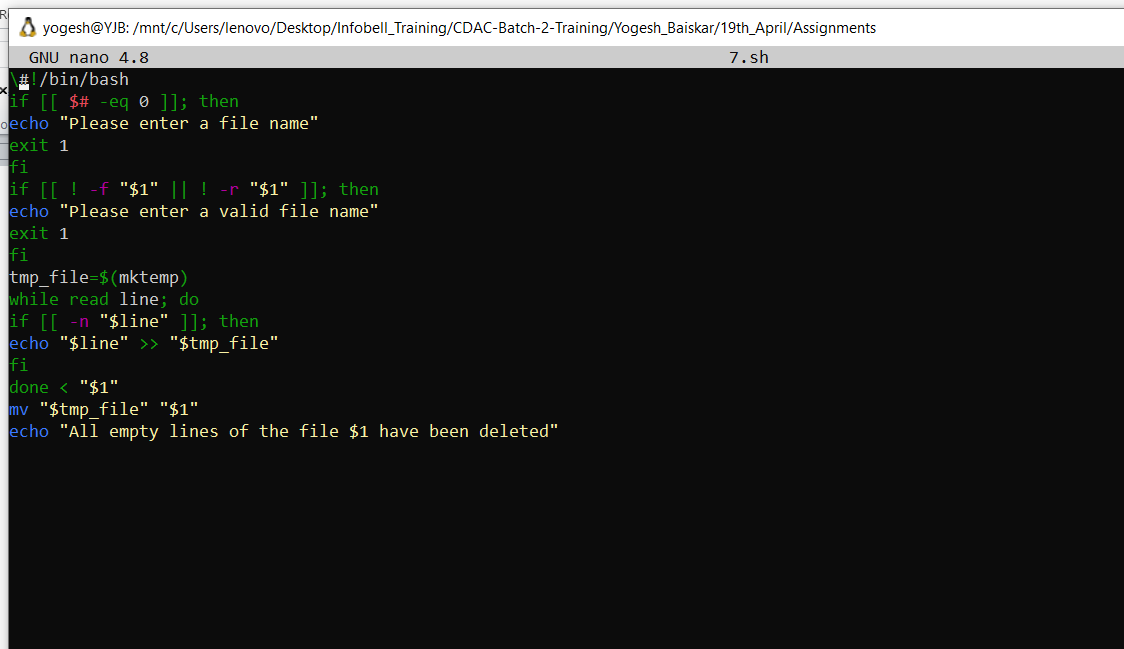 yogesh@YJB: /mnt/c/Users/lenovo/Desktop/Infobell_Training/CDAC-Batch-2-Training/Yogesh_Baiskar/19th_April/Assignments
GNU nano 4.8 7.sh
\#!/bin/bash
if [[ $# -eq 0 ]]; then
echo "Please enter a file name"
exit 1
fi
if [[ ! -f "$1" || ! -r "$1" ]]; then
echo "Please enter a valid file name"
exit 1
fi
tmp_file=$(mktemp)
while read line; do
if [[ -n "$line" ]]; then
echo "$line" >> "$tmp_file"
fi
done < "$1"
mv "$tmp_file" "$1"
echo "All empty lines of the file $1 have been deleted"